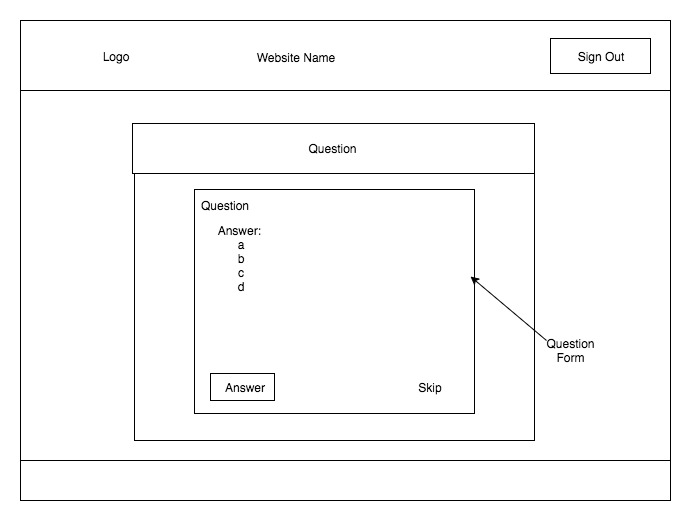 Logo
Website Name
Sign Out
Question
Question
Answer:
a
b
c
d
Question
Form
Answer
Skip